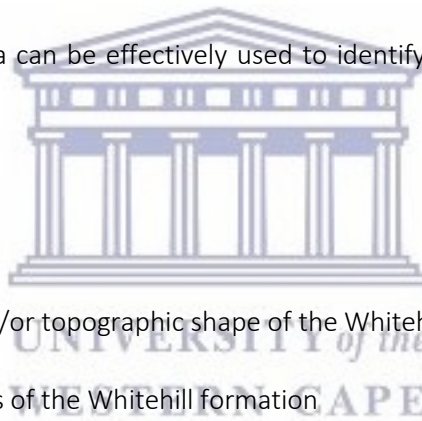 can be effectively used to identify
/or topographic shape of the Whiteh
UNIVERSITY of the
of the Whitehill formation
WESTERN CAPE